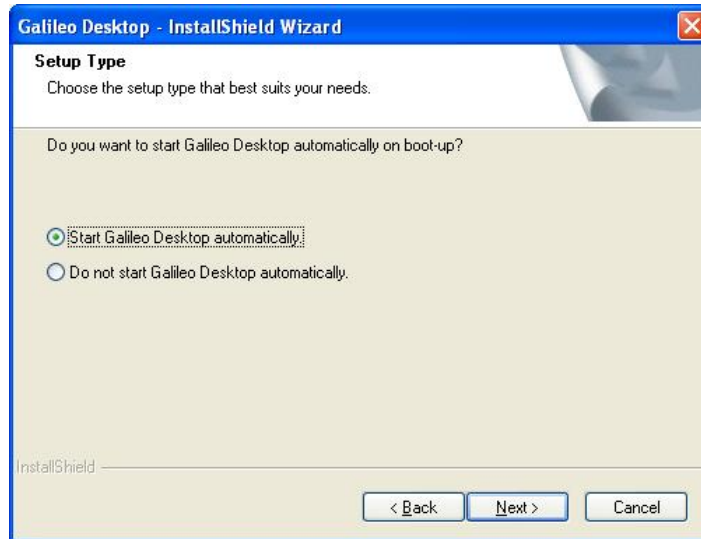 Galileo Desktop - InstallShield Wizard
Setup Type
Choose the setup type that best suits your needs.
Do you want to start Galileo Desktop automatically on boot-up?
Start Galileo Desktop automatically.
Do not start Galileo Desktop automatically.
InstallShield
< Back Next > Cancel